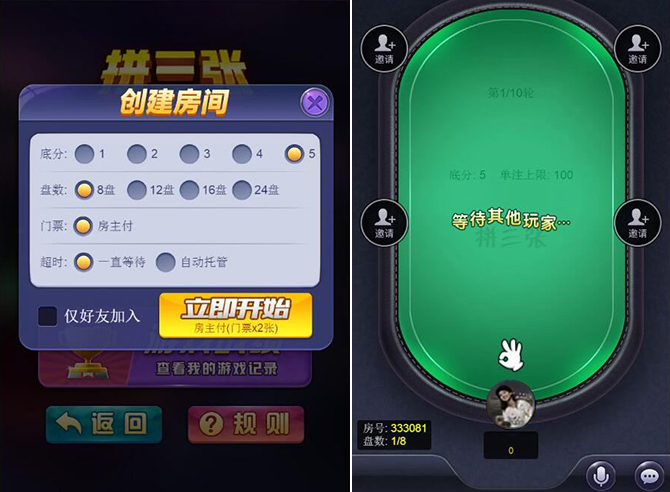 拼三张
创建房间
底分: 1 2 3 4 5
盘数: 8盘 12盘 16盘 24盘
门票: 房主付
超时: 一直等待 自动托管
仅好友加入
立即开始
房主付(门票x2张)
查看我的游戏记录
返回
规则
邀请
邀请
第1/10轮
底分: 5 单注上限: 100
等待其他玩家…
拼三张
邀请
邀请
房号: 333081
盘数: 1/8
0